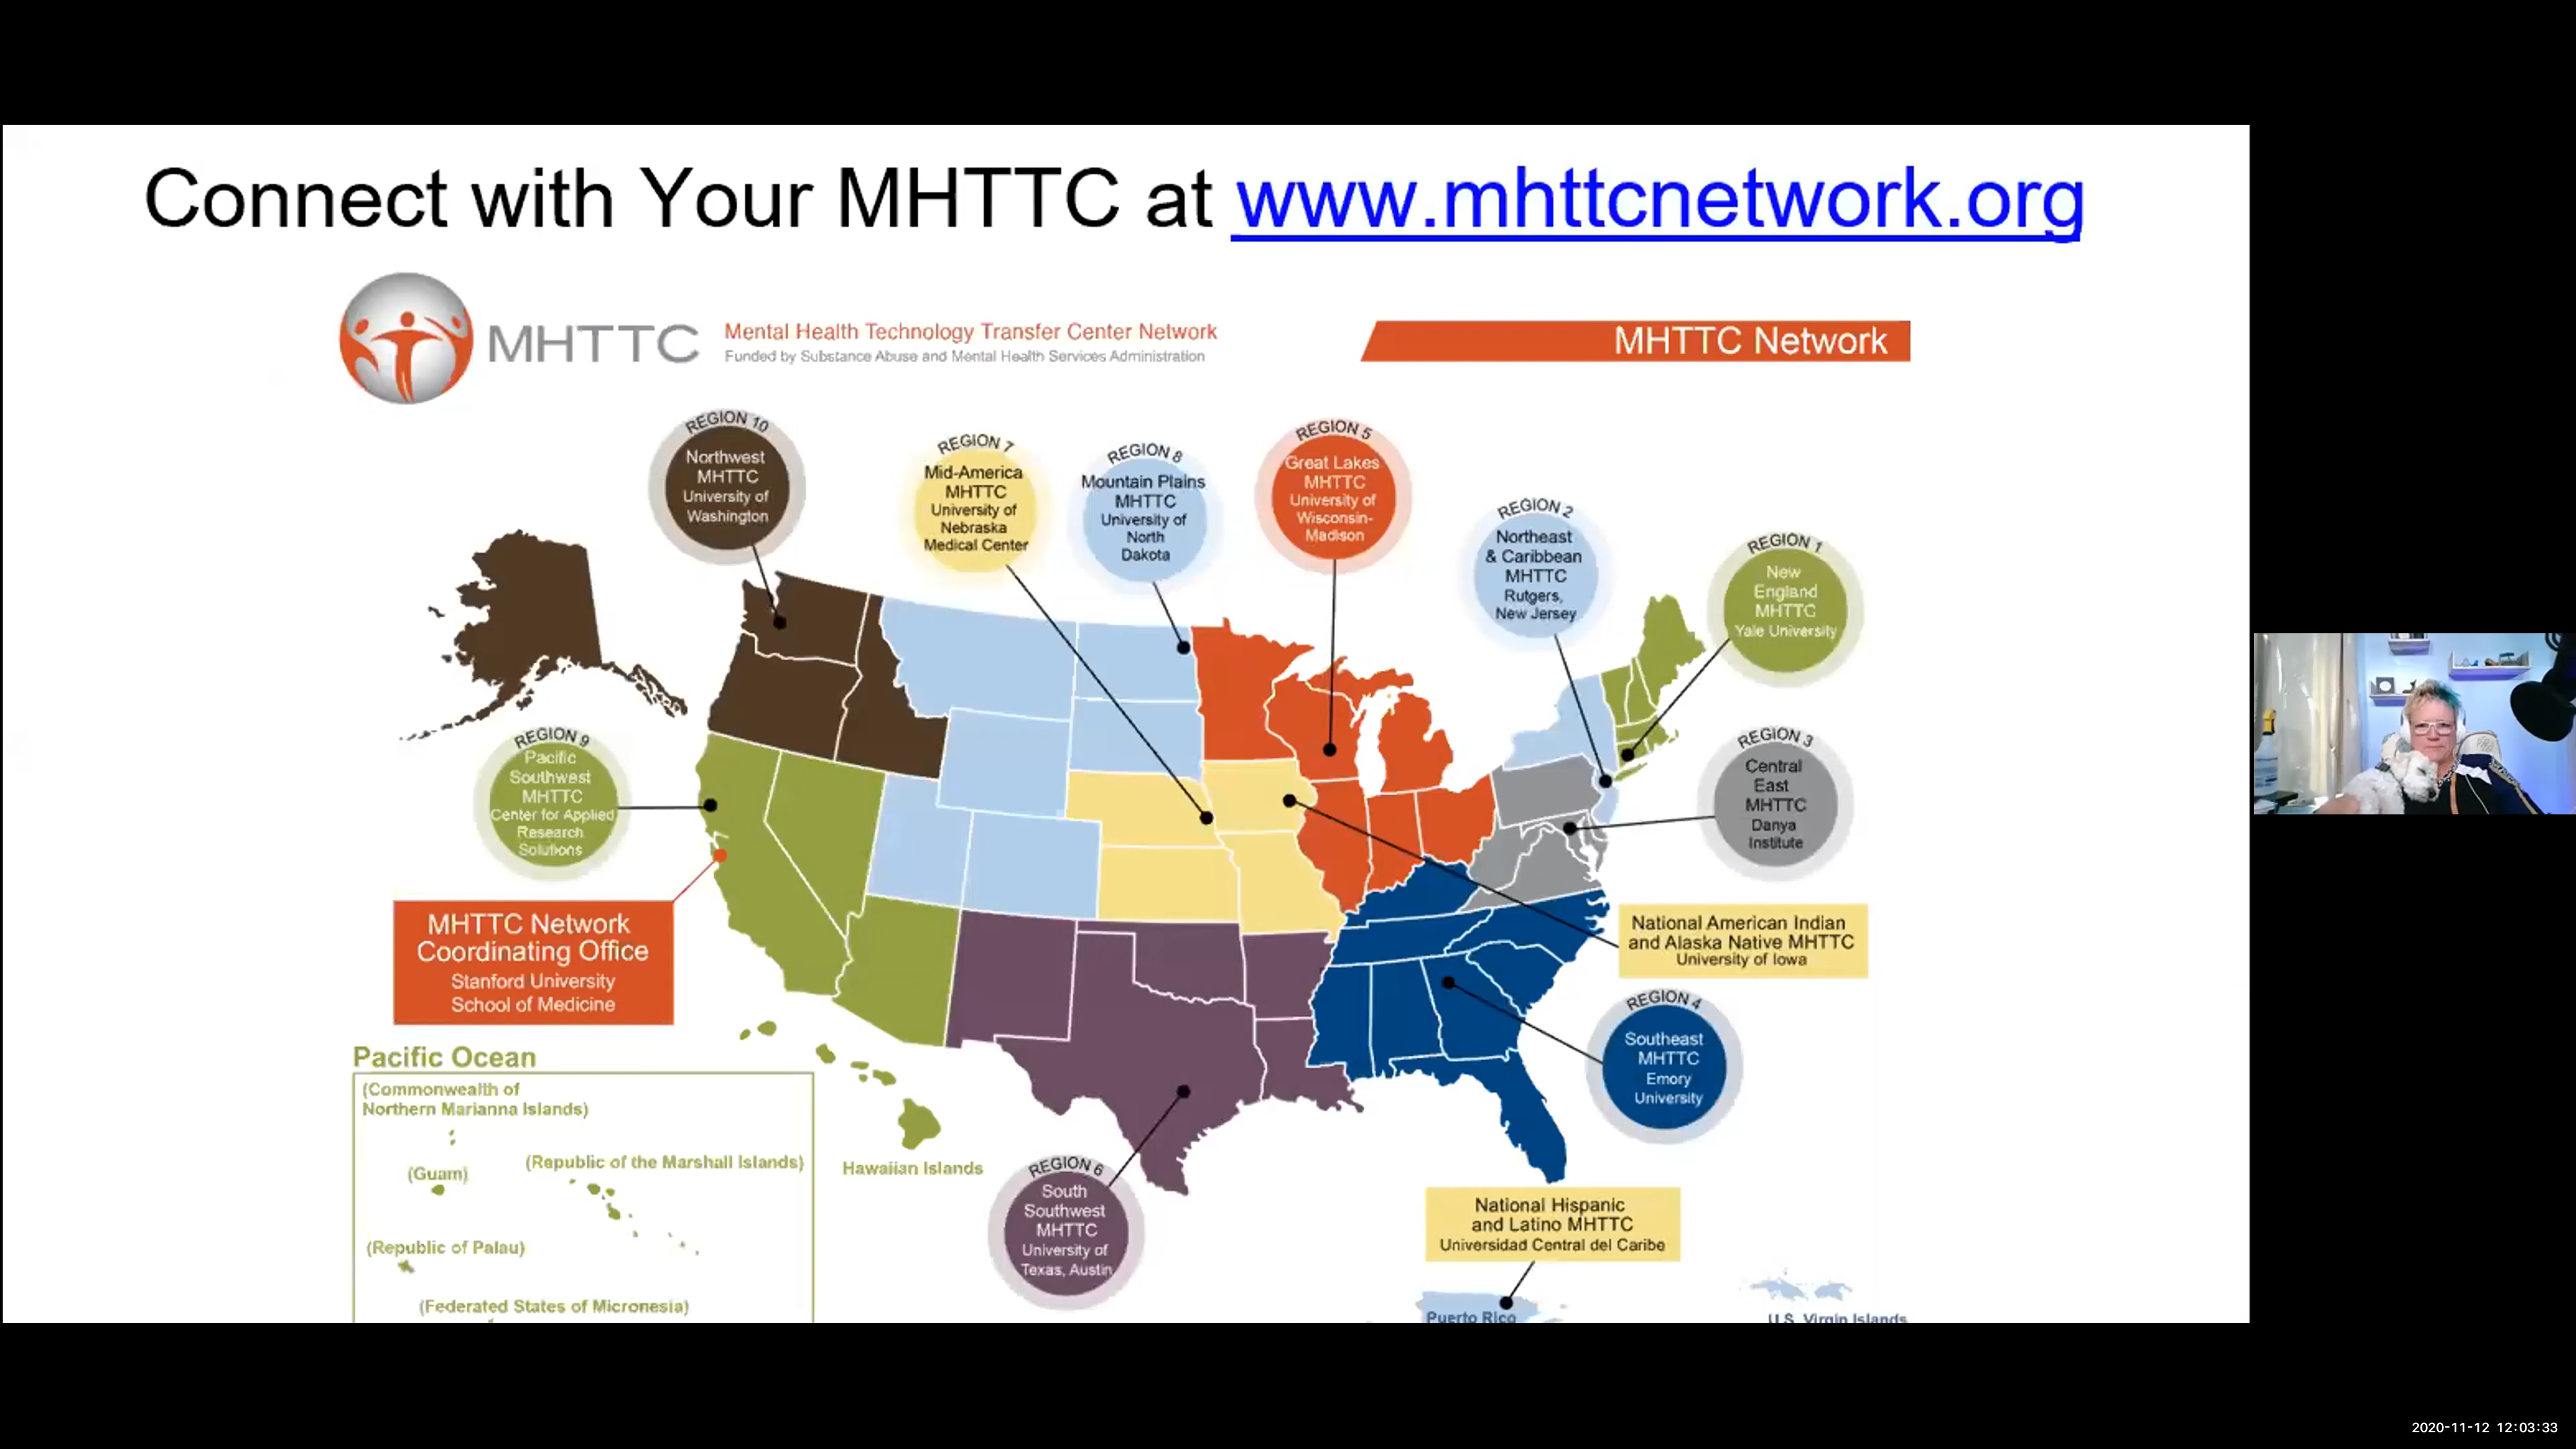 Connect with Your MHTTC at www.mhttcnetwork.org
MHTTC
Mental Health Technology Transfer Center Network
Funded by Substance Abuse and Mental Health Services Administration
MHTTC Network
REGION 10
Northwest
MHTTC
University of
Washington
REGION 7
Mid-America
MHTTC
University of
Nebraska
Medical Center
REGION 8
Mountain Plains
MHTTC
University of
North
Dakota
REGION 5
Great Lakes
MHTTC
University of
Wisconsin-
Madison
REGION 2
Northeast
& Caribbean
MHTTC
Rutgers,
New Jersey
REGION 1
New
England
MHTTC
Yale University
REGION 9
Pacific
Southwest
MHTTC
Center for Applied
Research
Solutions
REGION 3
Central
East
MHTTC
Danya
Institute
MHTTC Network
Coordinating Office
Stanford University
School of Medicine
National American Indian
and Alaska Native MHTTC
University of Iowa
REGION 4
Southeast
MHTTC
Emory
University
Pacific Ocean
(Commonwealth of
Northern Marianna Islands)
(Guam)
(Republic of the Marshall Islands)
(Republic of Palau)
(Federated States of Micronesia)
Hawaiian Islands
REGION 6
South
Southwest
MHTTC
University of
Texas, Austin
National Hispanic
and Latino MHTTC
Universidad Central del Caribe
Puerto Rico
U.S. Virgin Islands
2020-11-12 12:03:33